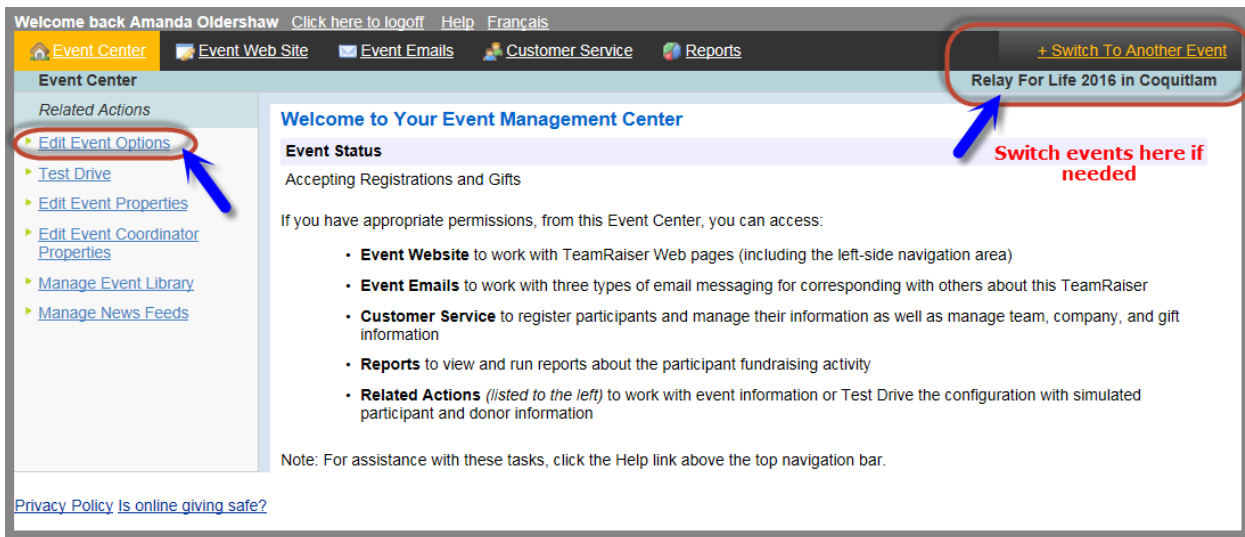 Welcome back Amanda Oldershaw Click here to logoff Help Français
Event Center Event Web Site Event Emails Customer Service Reports + Switch To Another Event
Event Center Relay For Life 2016 in Coquitlam
Related Actions
Edit Event Options
Test Drive
Edit Event Properties
Edit Event Coordinator
Properties
Manage Event Library
Manage News Feeds
Welcome to Your Event Management Center
Event Status
Switch events here if
needed
Accepting Registrations and Gifts
If you have appropriate permissions, from this Event Center, you can access:
• Event Website to work with TeamRaiser Web pages (including the left-side navigation area)
• Event Emails to work with three types of email messaging for corresponding with others about this TeamRaiser
• Customer Service to register participants and manage their information as well as manage team, company, and gift
information
• Reports to view and run reports about the participant fundraising activity
• Related Actions (listed to the left) to work with event information or Test Drive the configuration with simulated
participant and donor information
Note: For assistance with these tasks, click the Help link above the top navigation bar.
Privacy Policy Is online giving safe?